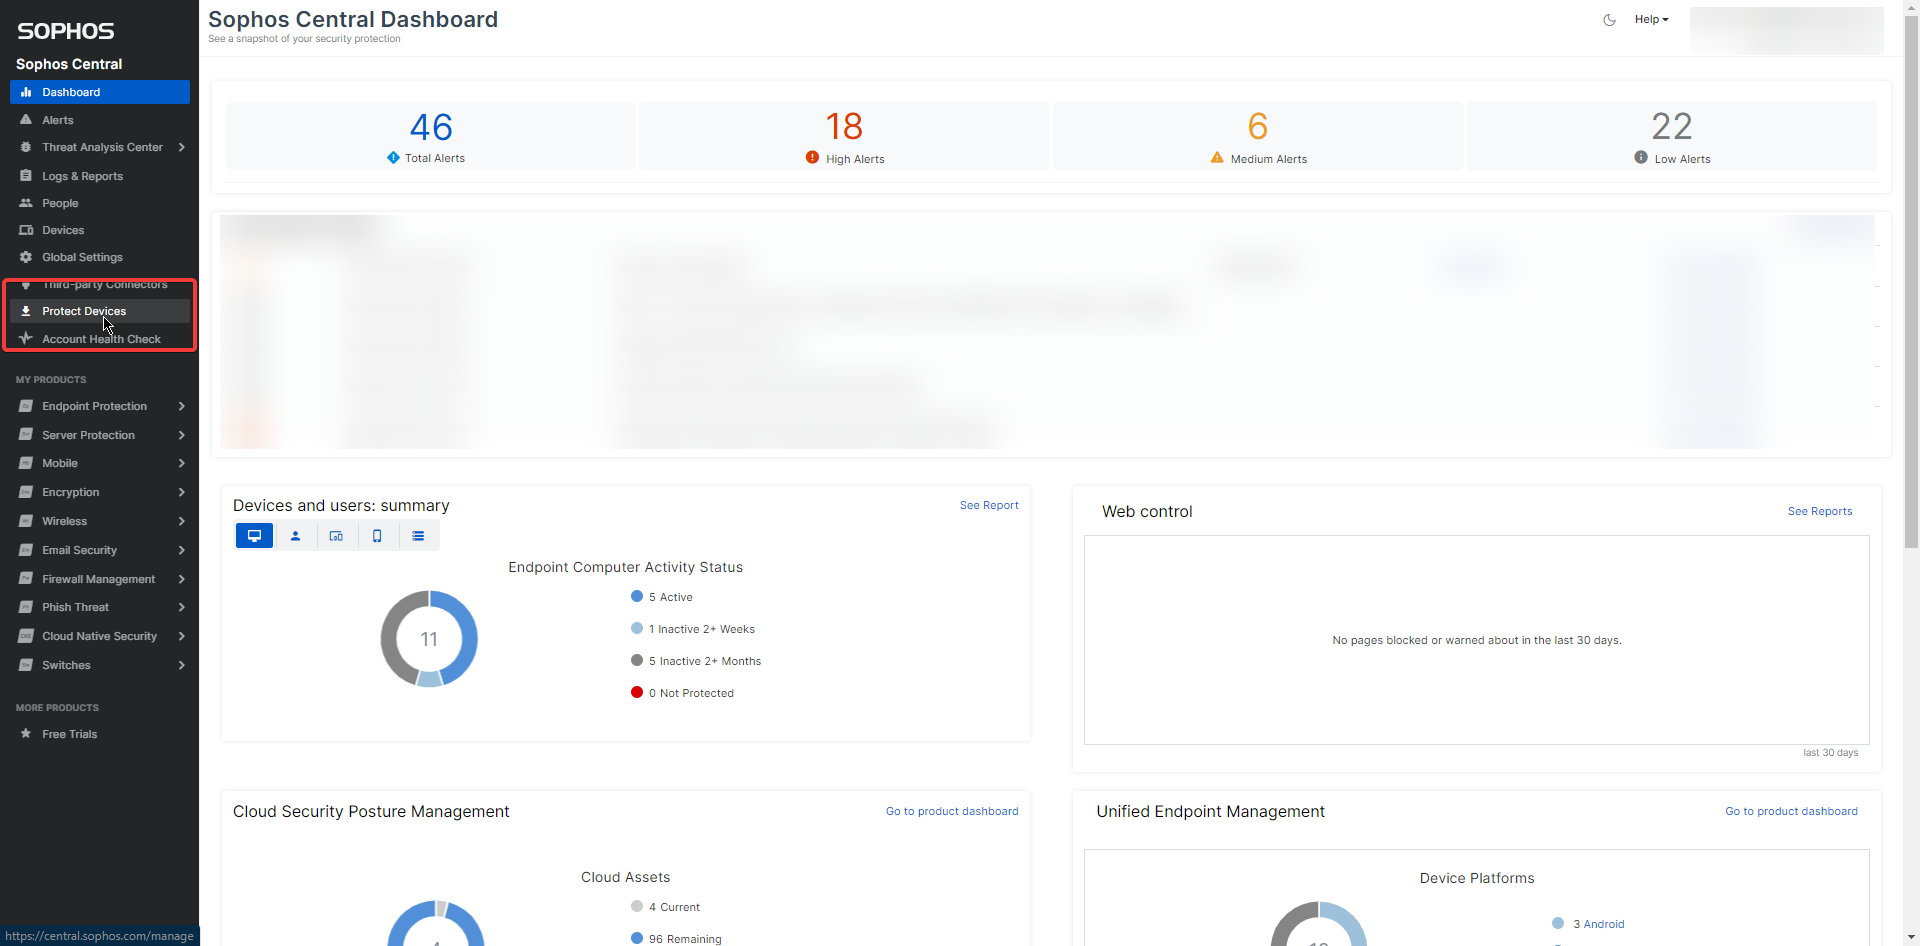 SOPHOS
Sophos Central
Dashboard
Alerts
Threat Analysis Center
Logs & Reports
People
Devices
Global Settings
Third-party Connectors
Protect Devices
Account Health Check
MY PRODUCTS
Endpoint Protection
Server Protection
Mobile
Encryption
Wireless
Email Security
Firewall Management
Phish Threat
Cloud Native Security
Switches
MORE PRODUCTS
Free Trials
https://central.sophos.com/manage
Sophos Central Dashboard
See a snapshot of your security protection
Help
46
Total Alerts
18
High Alerts
6
Medium Alerts
22
Low Alerts
Devices and users: summary
See Report
Endpoint Computer Activity Status
11
5 Active
1 Inactive 2+ Weeks
5 Inactive 2+ Months
0 Not Protected
Web control
See Reports
No pages blocked or warned about in the last 30 days.
last 30 days
Cloud Security Posture Management
Go to product dashboard
Cloud Assets
4 Current
96 Remaining
Unified Endpoint Management
Go to product dashboard
Device Platforms
3 Android